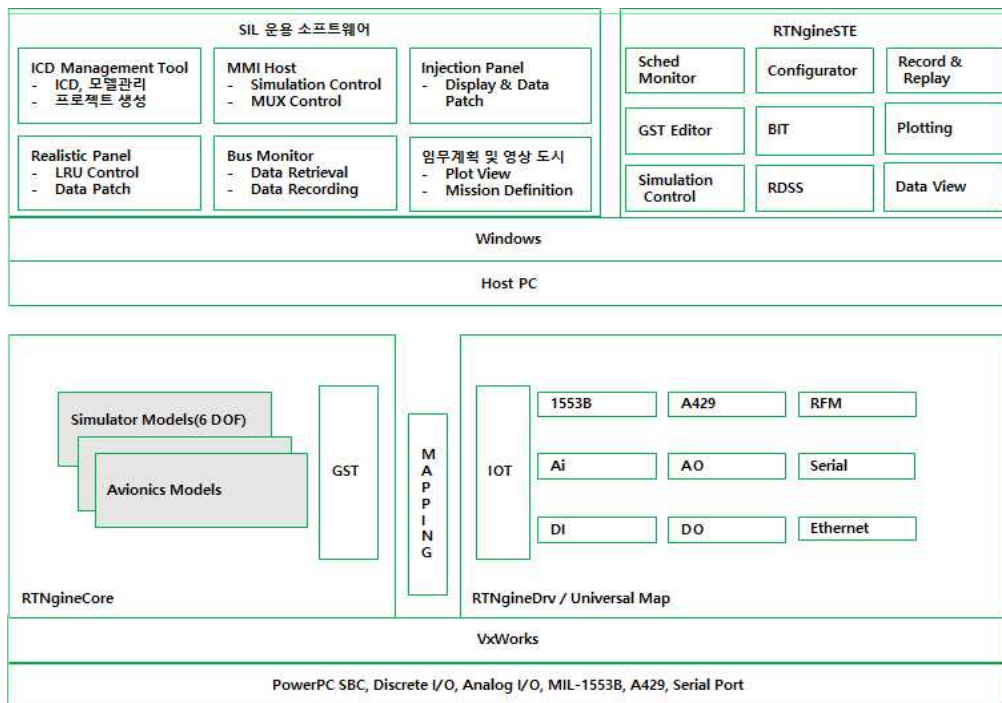 SIL 운용 소프트웨어
ICD Management Tool
- ICD, 모델관리
- 프로젝트 생성
MMI Host
- Simulation Control
- MUX Control
Injection Panel
- Display & Data
Patch
Realistic Panel
- LRU Control
- Data Patch
Bus Monitor
- Data Retrieval
- Data Recording
임무계획 및 영상 도시
- Plot View
- Mission Definition
RTNgineSTE
Sched
Monitor
Configurator
Record &
Replay
GST Editor
BIT
Plotting
Simulation
Control
RDSS
Data View
Windows
Host PC
Simulator Models(6 DOF)
Avionics Models
GST
RTNgineCore
M
A
P
P
I
N
G
IOT
1553B
A429
RFM
Ai
AO
Serial
DI
DO
Ethernet
RTNgineDrv / Universal Map
VxWorks
PowerPC SBC, Discrete I/O, Analog I/O, MIL-1553B, A429, Serial Port